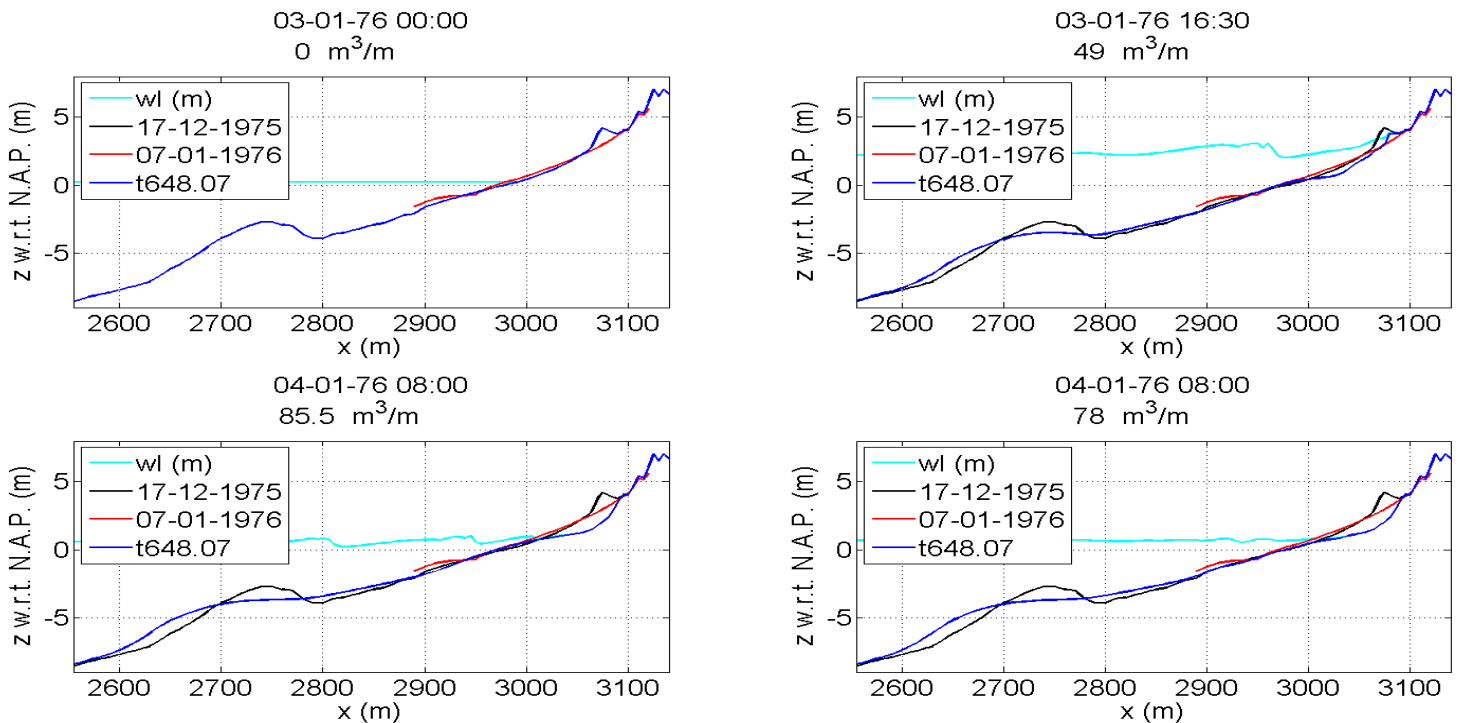 03-01-76 00:00
0 m³/m
wl (m)
17-12-1975
07-01-1976
t648.07
z w.r.t. N.A.P. (m)
5
0
-5
2600 2700 2800 2900 3000 3100
x (m)
03-01-76 16:30
49 m³/m
wl (m)
17-12-1975
07-01-1976
t648.07
z w.r.t. N.A.P. (m)
5
0
-5
2600 2700 2800 2900 3000 3100
x (m)
04-01-76 08:00
85.5 m³/m
wl (m)
17-12-1975
07-01-1976
t648.07
z w.r.t. N.A.P. (m)
5
0
-5
2600 2700 2800 2900 3000 3100
x (m)
04-01-76 08:00
78 m³/m
wl (m)
17-12-1975
07-01-1976
t648.07
z w.r.t. N.A.P. (m)
5
0
-5
2600 2700 2800 2900 3000 3100
x (m)